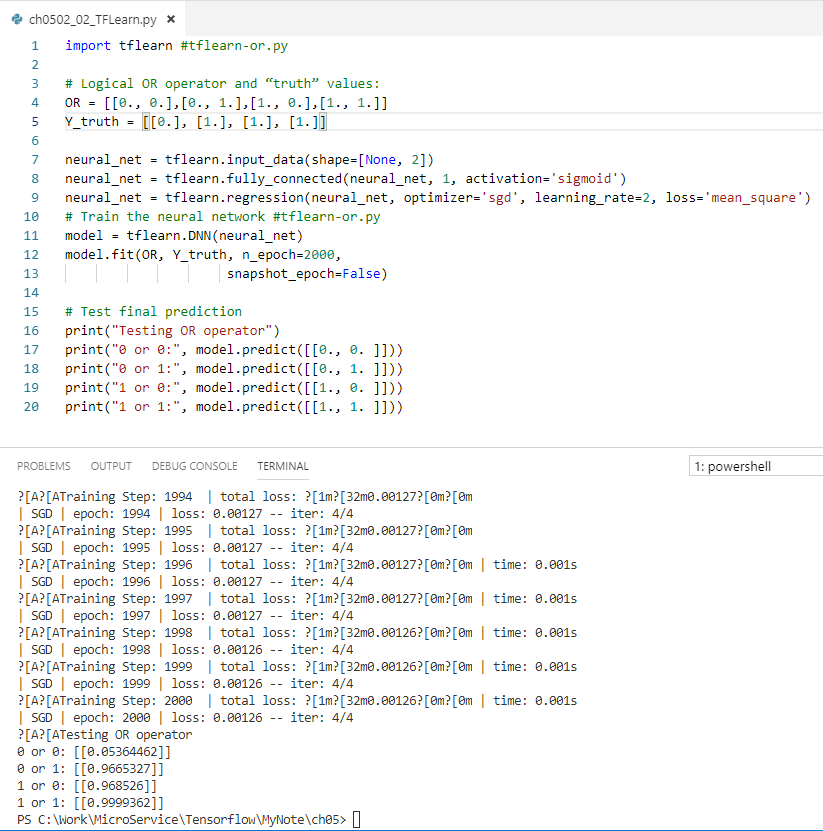 ch0502_02_TFLearn.py ×
1 import tflearn #tflearn-or.py
2
3 # Logical OR operator and “truth” values:
4 OR = [[0., 0.],[0., 1.],[1., 0.],[1., 1.]]
5 Y_truth = [[0.], [1.], [1.], [1.]]
6
7 neural_net = tflearn.input_data(shape=[None, 2])
8 neural_net = tflearn.fully_connected(neural_net, 1, activation='sigmoid')
9 neural_net = tflearn.regression(neural_net, optimizer='sgd', learning_rate=2, loss='mean_square')
10 # Train the neural network #tflearn-or.py
11 model = tflearn.DNN(neural_net)
12 model.fit(OR, Y_truth, n_epoch=2000,
13 snapshot_epoch=False)
14
15 # Test final prediction
16 print("Testing OR operator")
17 print("0 or 0:", model.predict([[0., 0. ]]))
18 print("0 or 1:", model.predict([[0., 1. ]]))
19 print("1 or 0:", model.predict([[1., 0. ]]))
20 print("1 or 1:", model.predict([[1., 1. ]]))
PROBLEMS OUTPUT DEBUG CONSOLE TERMINAL 1: powershell
?[A?[ATraining Step: 1994 | total loss: ?[1m?[32m0.00127?[0m?[0m
| SGD | epoch: 1994 | loss: 0.00127 -- iter: 4/4
?[A?[ATraining Step: 1995 | total loss: ?[1m?[32m0.00127?[0m?[0m
| SGD | epoch: 1995 | loss: 0.00127 -- iter: 4/4
?[A?[ATraining Step: 1996 | total loss: ?[1m?[32m0.00127?[0m?[0m | time: 0.001s
| SGD | epoch: 1996 | loss: 0.00127 -- iter: 4/4
?[A?[ATraining Step: 1997 | total loss: ?[1m?[32m0.00127?[0m?[0m | time: 0.001s
| SGD | epoch: 1997 | loss: 0.00127 -- iter: 4/4
?[A?[ATraining Step: 1998 | total loss: ?[1m?[32m0.00126?[0m?[0m | time: 0.001s
| SGD | epoch: 1998 | loss: 0.00126 -- iter: 4/4
?[A?[ATraining Step: 1999 | total loss: ?[1m?[32m0.00126?[0m?[0m | time: 0.001s
| SGD | epoch: 1999 | loss: 0.00126 -- iter: 4/4
?[A?[ATraining Step: 2000 | total loss: ?[1m?[32m0.00126?[0m?[0m | time: 0.001s
| SGD | epoch: 2000 | loss: 0.00126 -- iter: 4/4
?[A?[ATesting OR operator
0 or 0: [[0.05364462]]
0 or 1: [[0.9665327]]
1 or 0: [[0.968526]]
1 or 1: [[0.9999362]]
PS C:\Work\MicroService\Tensorflow\MyNote\ch05>